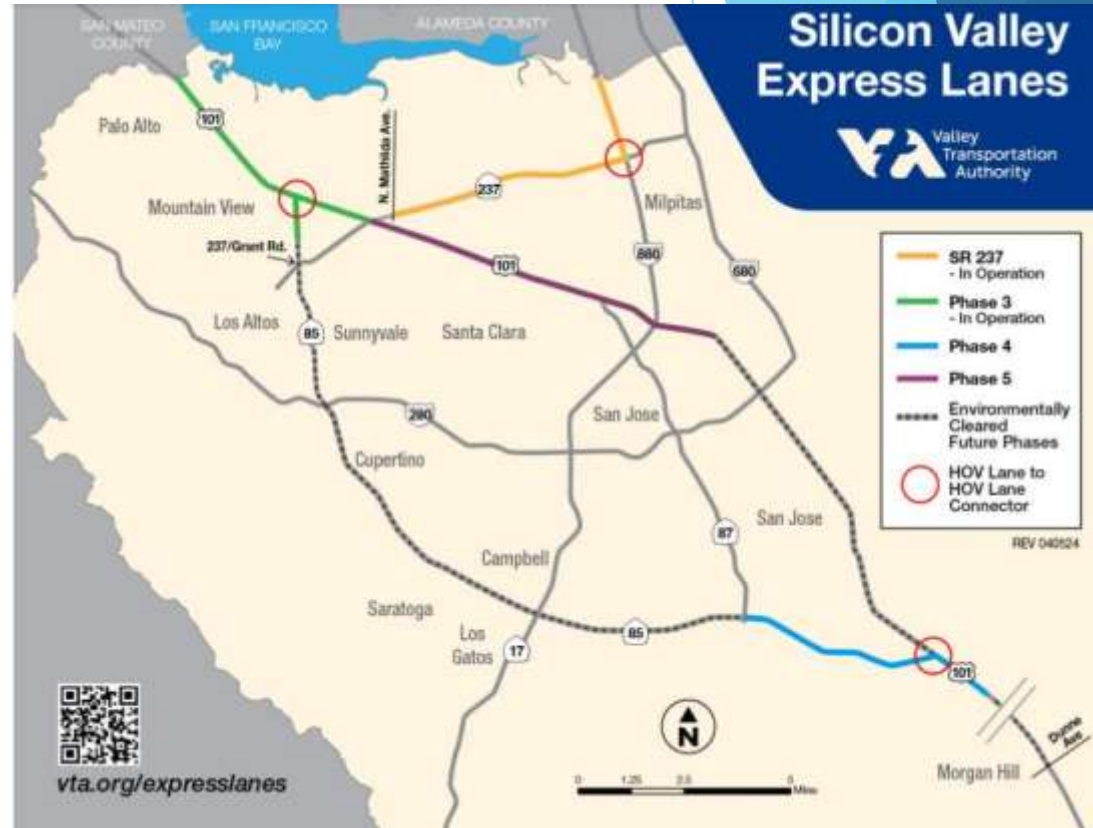 SAN MATEO
COUNTY
SAN FRANCISCO
BAY
ALAMEDA COUNTY
Silicon Valley
Express Lanes
VTA
Valley
Transportation
Authority
Palo Alto
101
N. Mathilda Ave.
237
Milpitas
Mountain View
237/Grant Rd.
101
880
680
Los Altos
85
Sunnyvale
Santa Clara
280
San Jose
Cupertino
San Jose
87
Campbell
Saratoga
Los
Gatos
17
85
101
Dunne
Ave
Morgan Hill
SR 237
- In Operation
Phase 3
- In Operation
Phase 4
Phase 5
Environmentally
Cleared
Future Phases
HOV Lane to
HOV Lane
Connector
REV 040524
N
0 1.25 2.5 5
Miles
vta.org/expresslanes